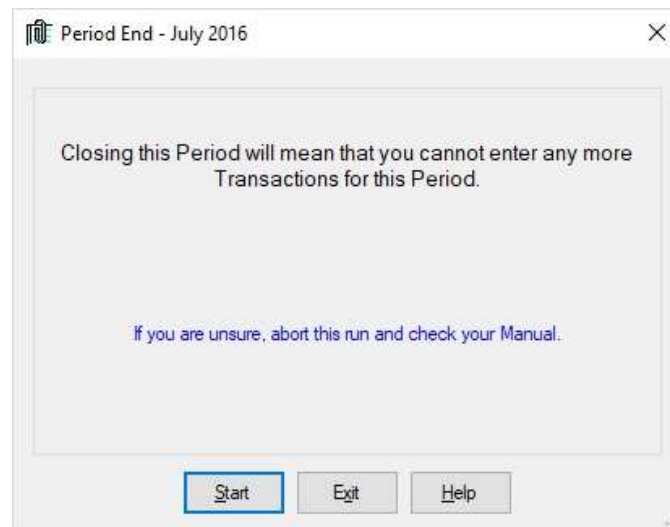 Period End - July 2016
Closing this Period will mean that you cannot enter any more
Transactions for this Period.
If you are unsure, abort this run and check your Manual.
Start Exit Help